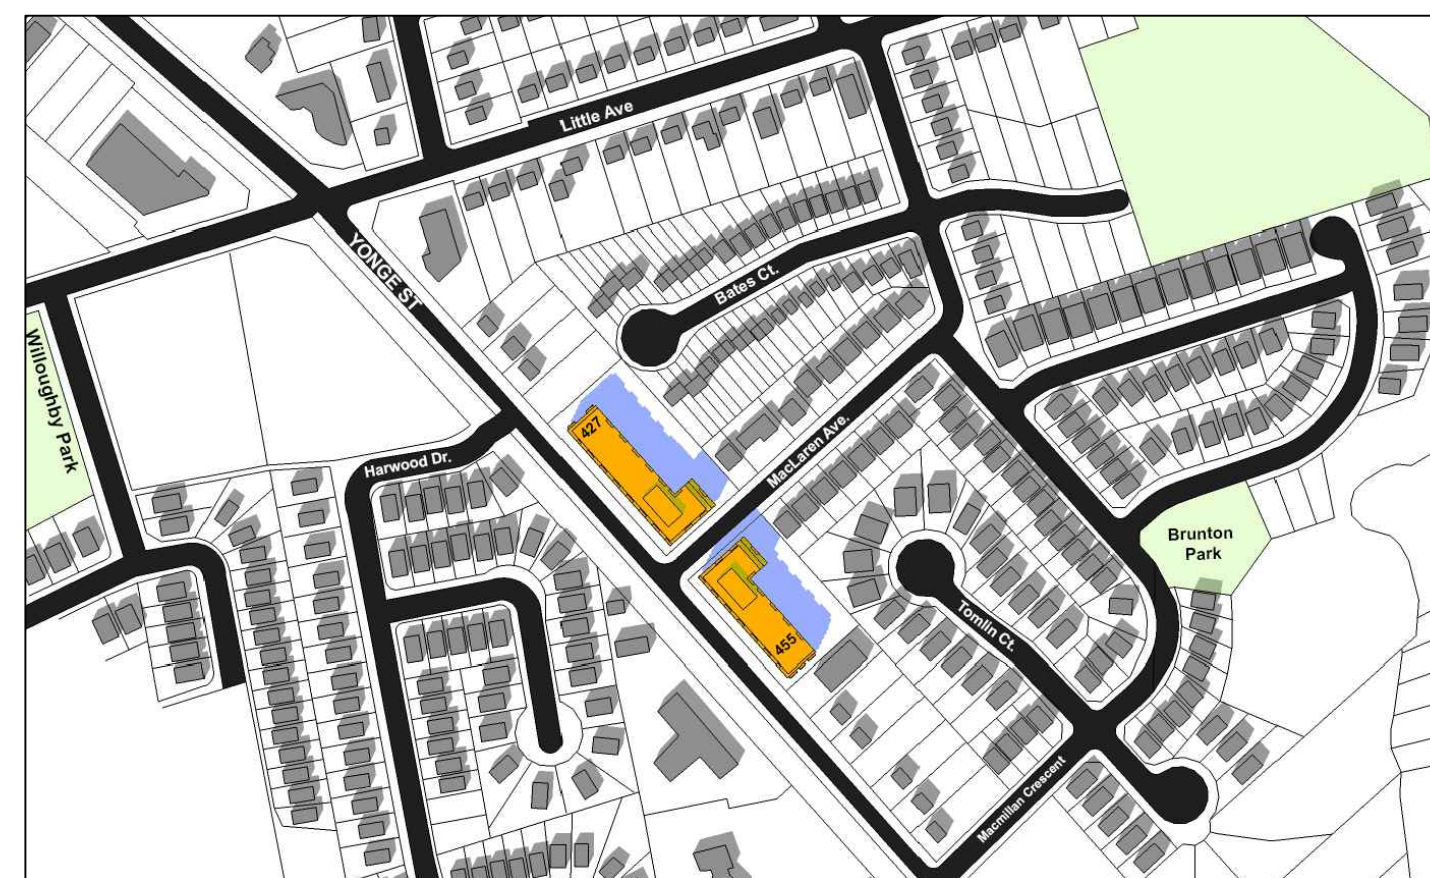 Little Ave
YONGE ST
Bates Ct.
Willoughby Park
427
MacLaren Ave.
Harwood Dr.
Brunton
Park
455
Tomlin Ct.
Macmillan Crescent